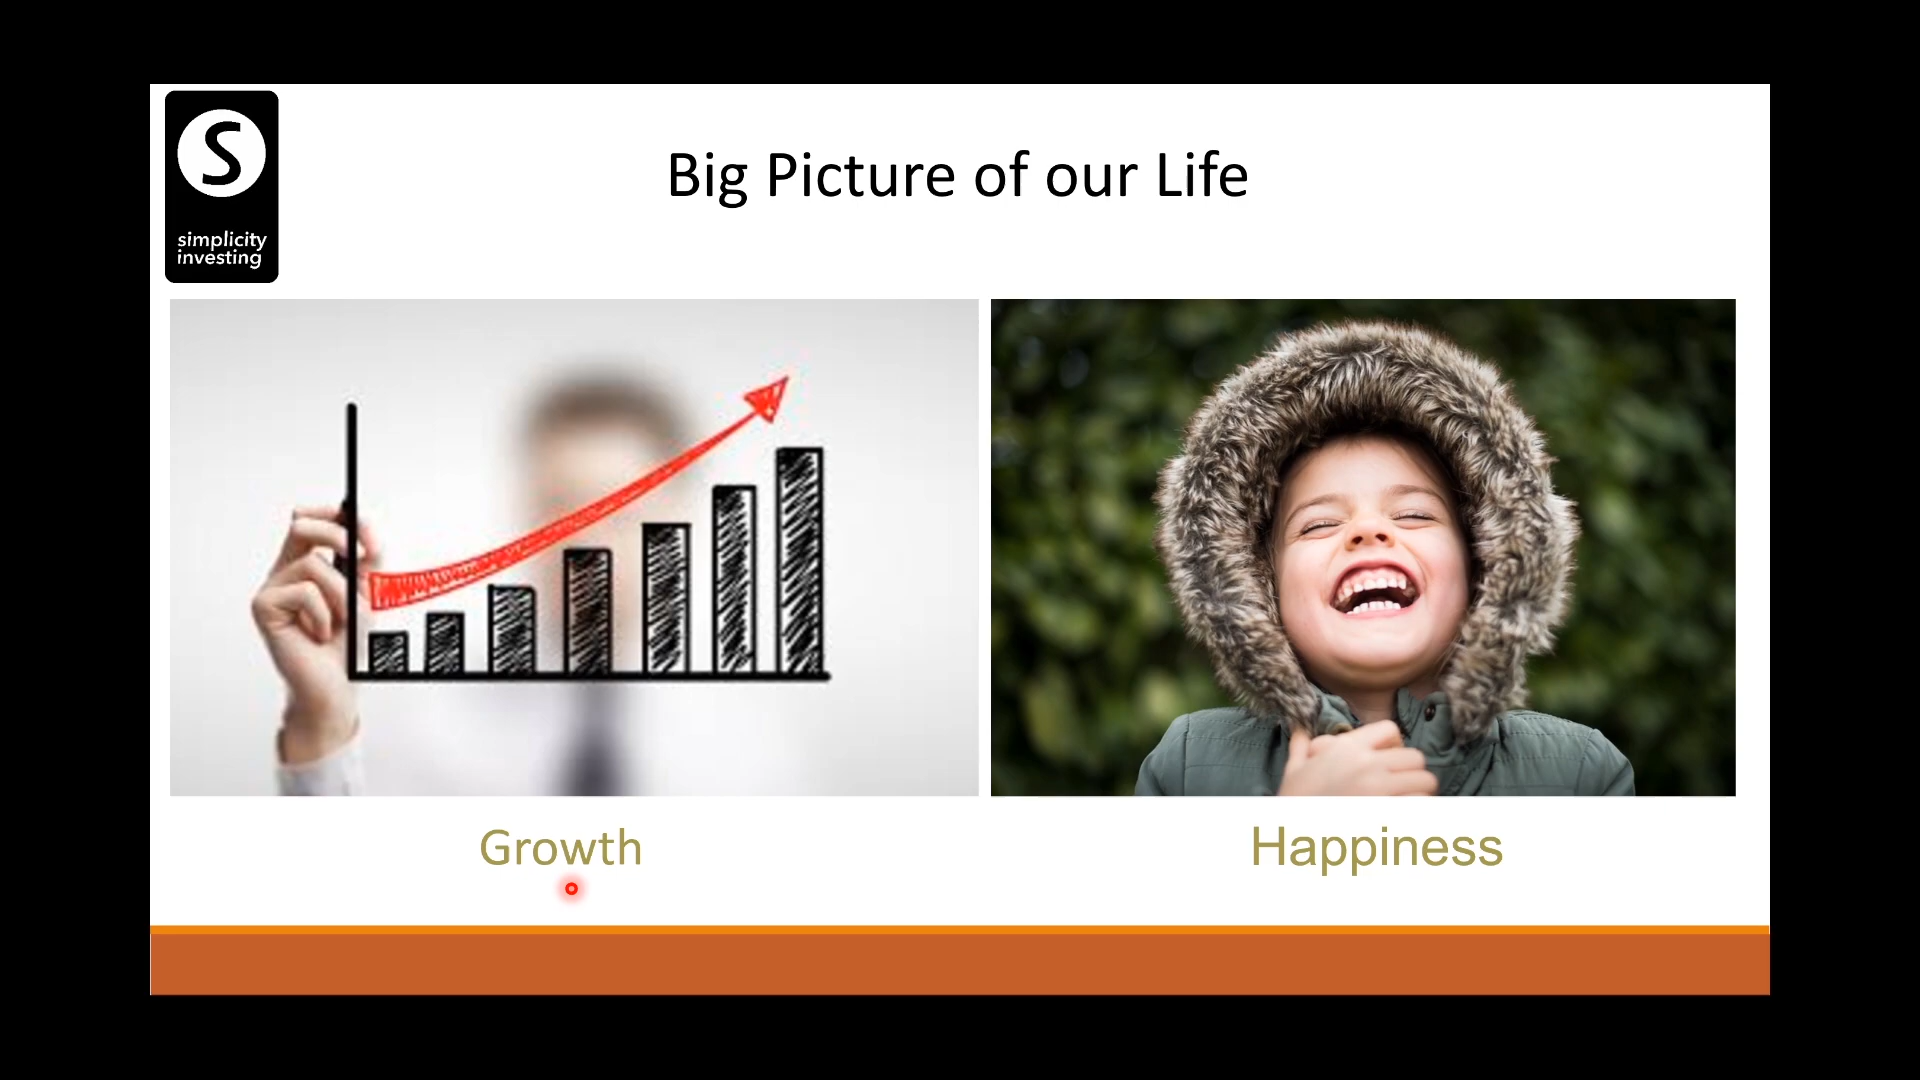 S
simplicity
investing
Big Picture of our Life
Growth
Happiness